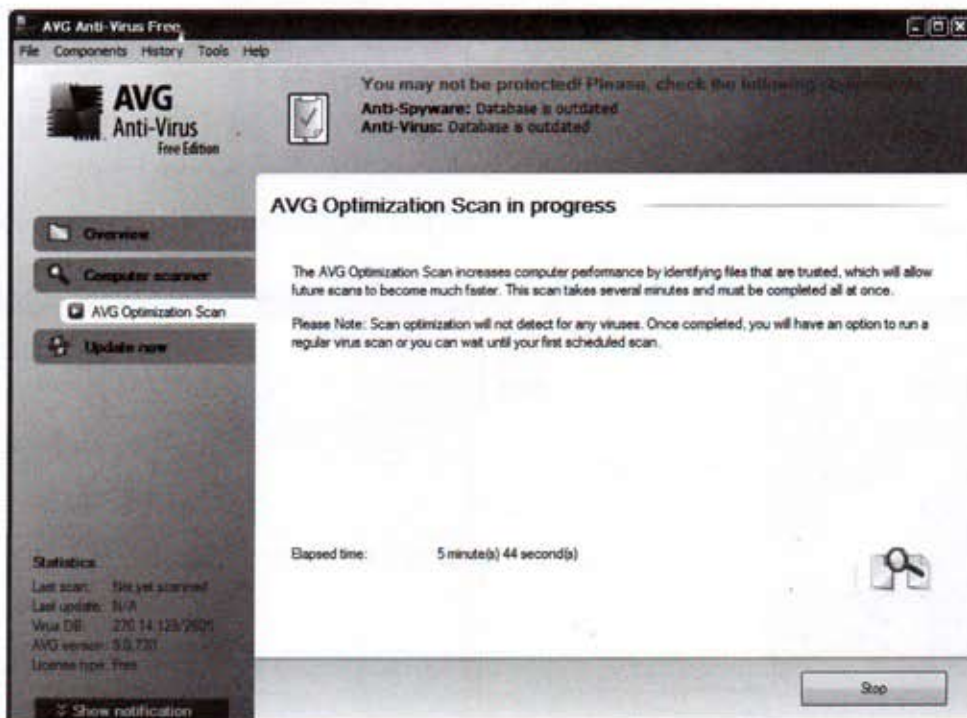 AVG Anti-Virus Free
File Components History Tools Help
AVG
Anti-Virus
Free Edition
You may not be protected! Please, check the following components:
Anti-Spyware: Database is outdated
Anti-Virus: Database is outdated
Overview
Computer scanner
AVG Optimization Scan
Update now
AVG Optimization Scan in progress
The AVG Optimization Scan increases computer performance by identifying files that are trusted, which will allow
future scans to become much faster. This scan takes several minutes and must be completed all at once.
Please Note: Scan optimization will not detect for any viruses. Once completed, you will have an option to run a
regular virus scan or you can wait until your first scheduled scan.
Elapsed time: 5 minute(s) 44 second(s)
Statistics
Last scan: Not yet scanned
Last update: N/A
Virus DB:
AVG version:
License type: Free
Show notification
Stop